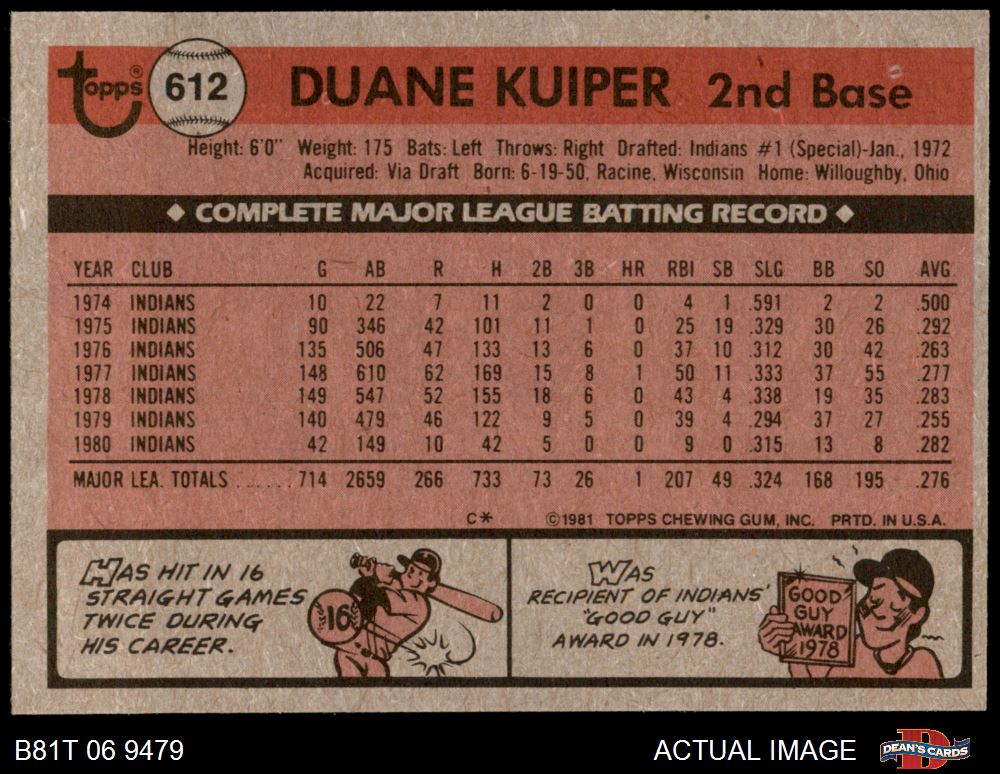 topps® 612 DUANE KUIPER 2nd Base
Height: 6'0" Weight: 175 Bats: Left Throws: Right Drafted: Indians #1 (Special)-Jan., 1972
Acquired: Via Draft Born: 6-19-50, Racine, Wisconsin Home: Willoughby, Ohio
◆ COMPLETE MAJOR LEAGUE BATTING RECORD ◆
YEAR CLUB G AB R H 2B 3B HR RBI SB SLG BB SO AVG
1974 INDIANS 10 22 7 11 2 0 0 4 1 .591 2 2 .500
1975 INDIANS 90 346 42 101 11 1 0 25 19 .329 30 26 .292
1976 INDIANS 135 506 47 133 13 6 0 37 10 .312 30 42 .263
1977 INDIANS 148 610 62 169 15 8 1 50 11 .333 37 55 .277
1978 INDIANS 149 547 52 155 18 6 0 43 4 .338 19 35 .283
1979 INDIANS 140 479 46 122 9 5 0 39 4 .294 37 27 .255
1980 INDIANS 42 149 10 42 5 0 0 9 0 .315 13 8 .282
MAJOR LEA. TOTALS ...... 714 2659 266 733 73 26 1 207 49 .324 168 195 .276
C* ©1981 TOPPS CHEWING GUM, INC. PRTD. IN U.S.A.
HAS HIT IN 16
STRAIGHT GAMES
TWICE DURING
HIS CAREER.
16
WAS
RECIPIENT OF INDIANS'
"GOOD GUY"
AWARD IN 1978.
GOOD
GUY
AWARD
1978
B81T 06 9479 ACTUAL IMAGE DEAN'S CARDS